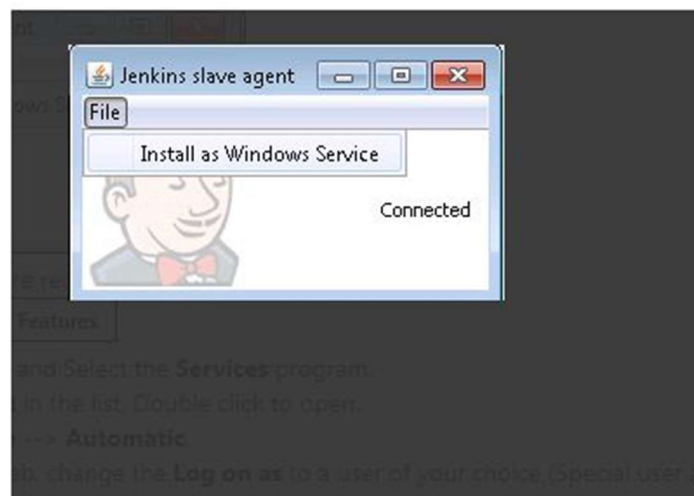 Jenkins slave agent
File
Install as Windows Service
Connected
Features
and Select the Services program.
in the list, Double click to open.
--> Automatic.
change the Log on as to a user of your choice (Special user